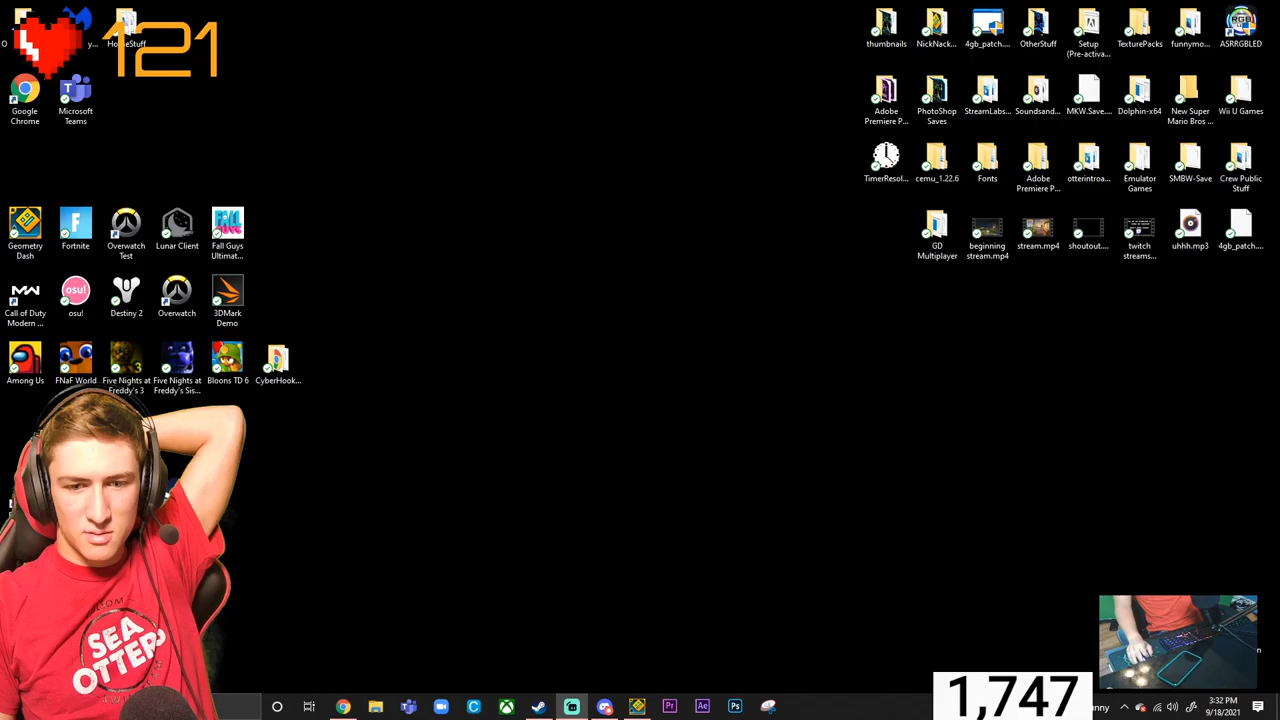 121
HomeStuff
thumbnails
NickNack...
4gb_patch....
OtherStuff
Setup
(Pre-activa...
TexturePacks
funnymo...
ASRRGBLED
Google
Chrome
Microsoft
Teams
Adobe
Premiere P...
PhotoShop
Saves
StreamLabs...
Soundsand...
MKW.Save...
Dolphin-x64
New Super
Mario Bros ...
Wii U Games
TimerResol...
cemu_1.22.6
Fonts
Adobe
Premiere P...
otterintroa...
Emulator
Games
SMBW-Save
Crew Public
Stuff
Geometry
Dash
Fortnite
Overwatch
Test
Lunar Client
Fall Guys
Ultimat...
GD
Multiplayer
beginning
stream.mp4
stream.mp4
shoutout....
twitch
streams...
uhhh.mp3
4gb_patch....
Call of Duty
Modern ...
osu!
Destiny 2
Overwatch
3DMark
Demo
Among Us
FNaF World
Five Nights at
Freddy's 3
Five Nights at
Freddy's Sis...
Bloons TD 6
CyberHook...
SEA
OTTER
1,747
3:32 PM
9/18/2021